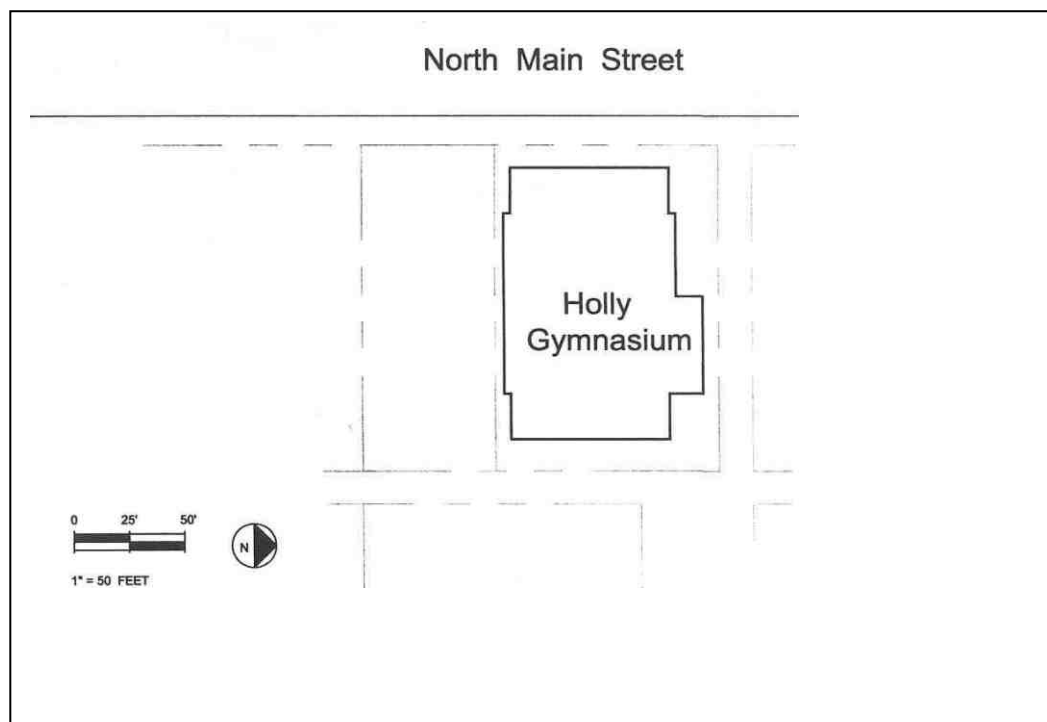 North Main Street
Holly
Gymnasium
0 25' 50'
N
1" = 50 FEET